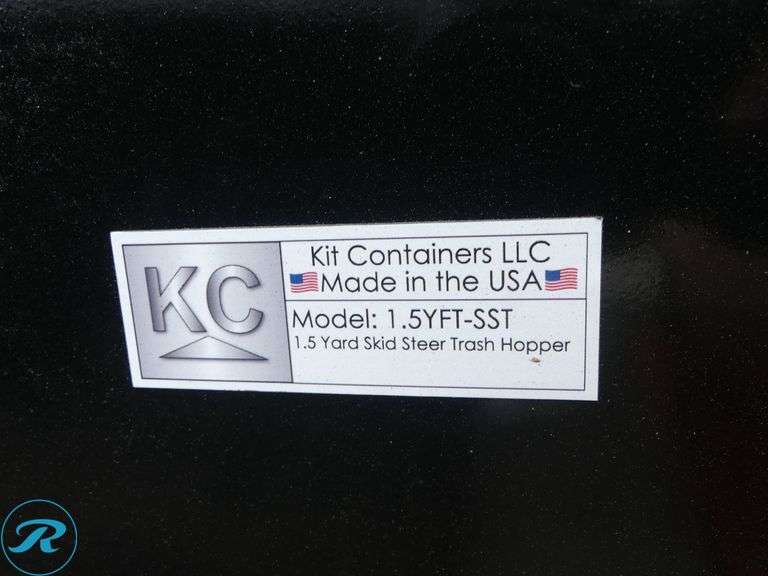 KC
Kit Containers LLC
Made in the USA
Model: 1.5YFT-SST
1.5 Yard Skid Steer Trash Hopper
R